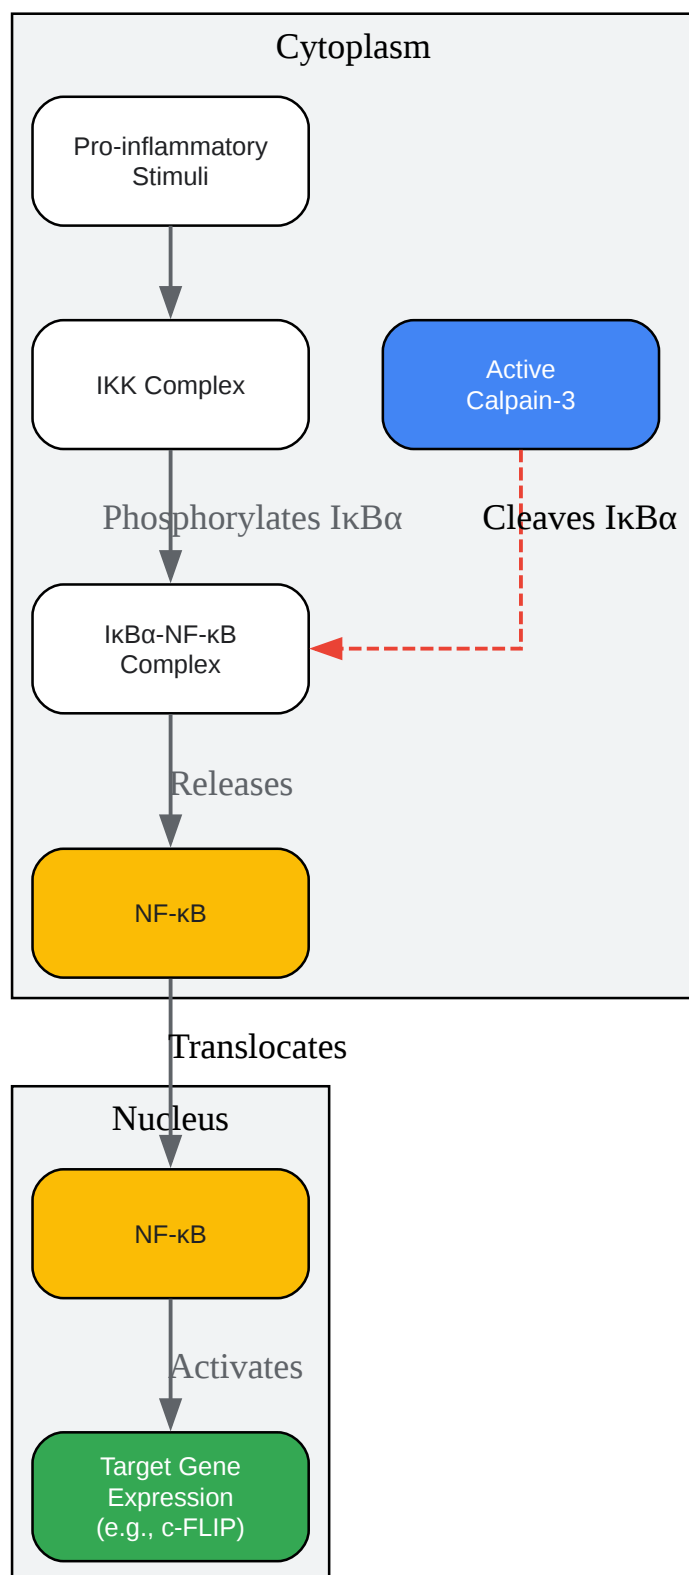 Cytoplasm
Pro-inflammatory
Stimuli
IKK Complex
Active
Calpain-3
Phosphorylates IκBα
Cleaves IκBα
IκBα-NF-κB
Complex
Releases
NF-κB
Translocates
Nucleus
NF-κB
Activates
Target Gene
Expression
(e.g., c-FLIP)